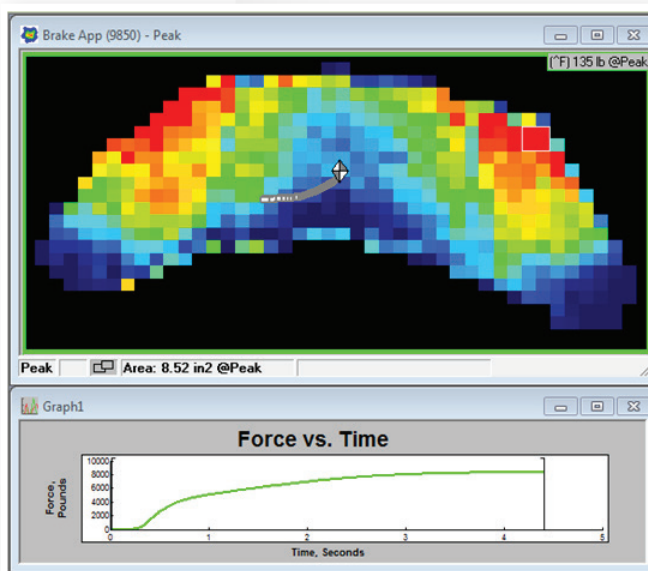 Brake App (9850) - Peak
(^F) 135 lb @Peak
Peak
Area: 8.52 in2 @Peak
Graph1
Force vs. Time
Force,
Pounds
10000
8000
6000
4000
2000
0
0 1 2 3 4 5
Time, Seconds